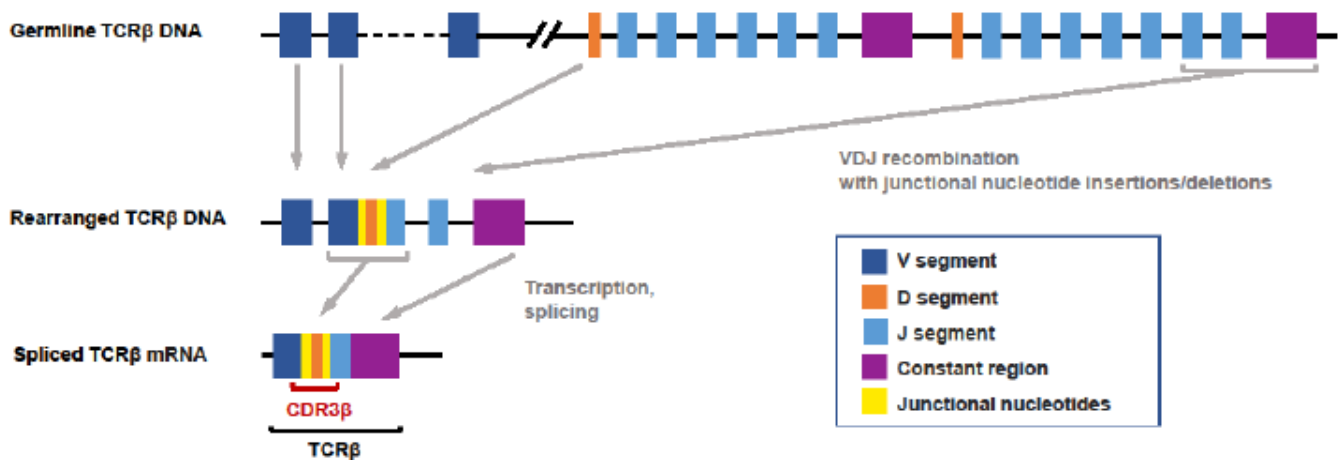 Germline TCRβ DNA
VDJ recombination
with junctional nucleotide insertions/deletions
Rearranged TCRβ DNA
V segment
D segment
J segment
Constant region
Junctional nucleotides
Transcription,
splicing
Spliced TCRβ mRNA
CDR3β
TCRβ